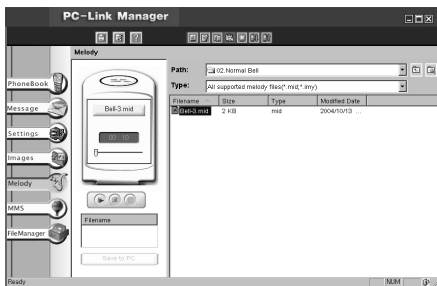 PC-Link Manager
Melody
PhoneBook
Message
Settings
Images
Melody
MMS
FileManager
Bell-3.mid
00 : 10
Filename
Save to PC
Path: 02.Normal Bell
Type: All supported melody files(*.mid,*.imy)
Filename Size Type Modified Date
Bell-3.mid 2 KB mid 2004/10/13 ...
Ready NUM